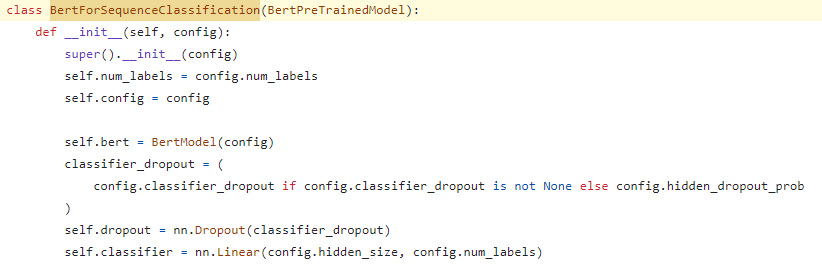 class BertForSequenceClassification(BertPreTrainedModel):
    def __init__(self, config):
        super().__init__(config)
        self.num_labels = config.num_labels
        self.config = config

        self.bert = BertModel(config)
        classifier_dropout = (
            config.classifier_dropout if config.classifier_dropout is not None else config.hidden_dropout_prob
        )
        self.dropout = nn.Dropout(classifier_dropout)
        self.classifier = nn.Linear(config.hidden_size, config.num_labels)